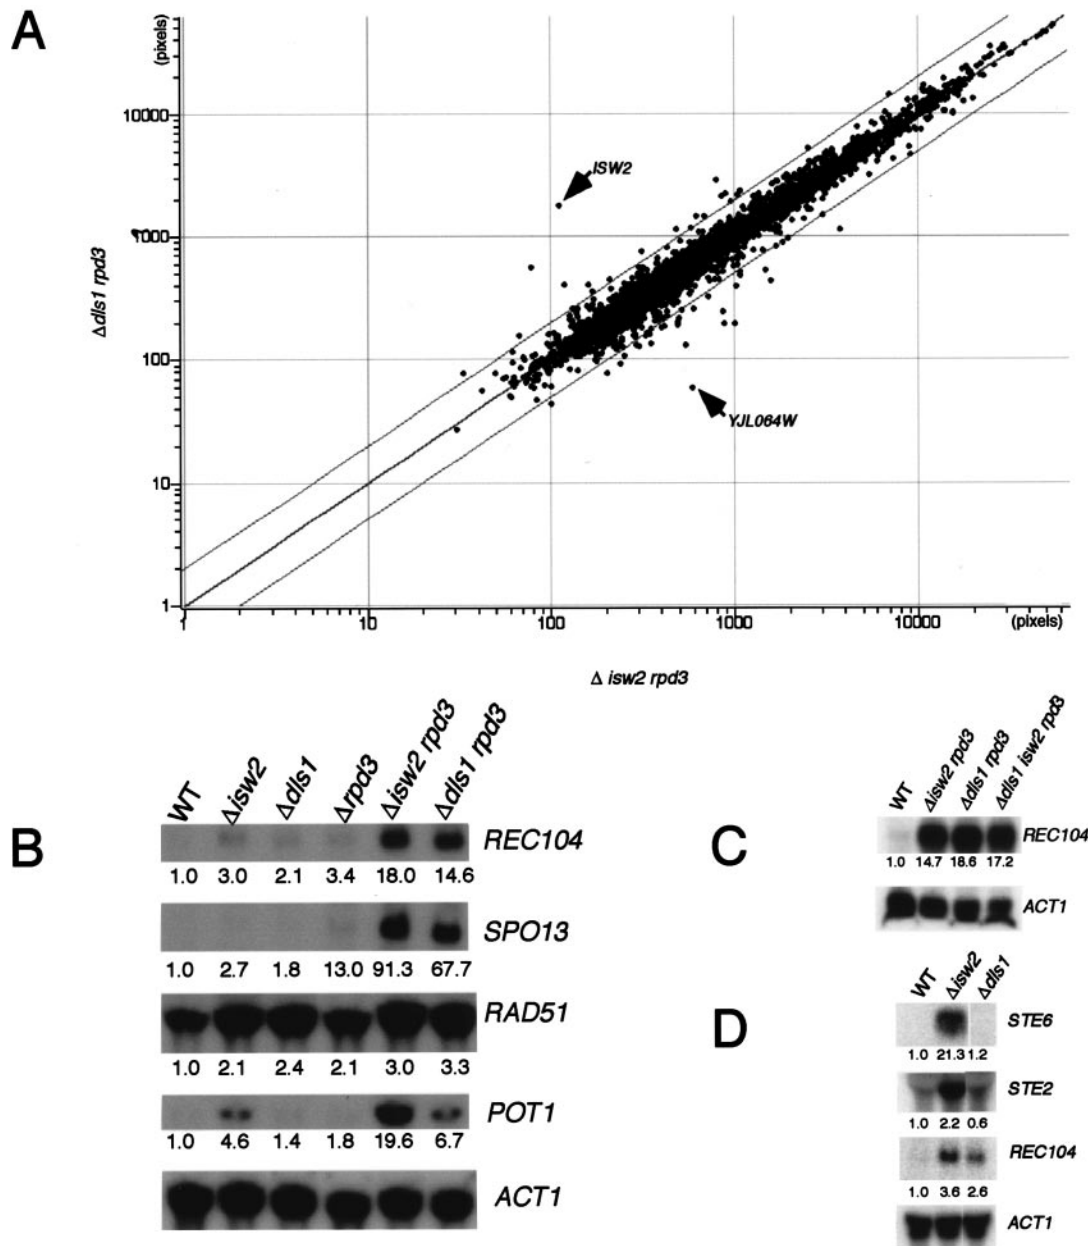 A
(pixels)
10000
ISW2
1000
Δdls1 rpd3
100
YJL064W
10
1
1 10 100 1000 10000 (pixels)
Δ isw2 rpd3
B
WT Δisw2 Δdls1 Δrpd3 Δisw2 rpd3 Δdls1 rpd3
REC104
1.0 3.0 2.1 3.4 18.0 14.6
SPO13
1.0 2.7 1.8 13.0 91.3 67.7
RAD51
1.0 2.1 2.4 2.1 3.0 3.3
POT1
1.0 4.6 1.4 1.8 19.6 6.7
ACT1
C
WT Δisw2 rpd3 Δdls1 rpd3 Δdls1 isw2 rpd3
REC104
1.0 14.7 18.6 17.2
ACT1
D
WT Δisw2 Δdls1
STE6
1.0 21.3 1.2
STE2
1.0 2.2 0.6
REC104
1.0 3.6 2.6
ACT1